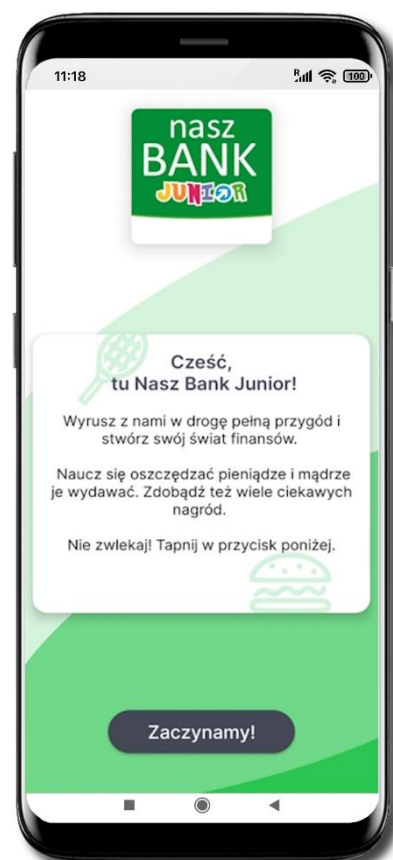 11:18
R
100
nasz
BANK
JUNIOR
Cześć,
tu Nasz Bank Junior!
Wyrusz z nami w drogę pełną przygód i
stwórz swój świat finansów.
Naucz się oszczędzać pieniądze i mądrze
je wydawać. Zdobądź też wiele ciekawych
nagród.
Nie zwlekaj! Tapnij w przycisk poniżej.
Zaczynamy!